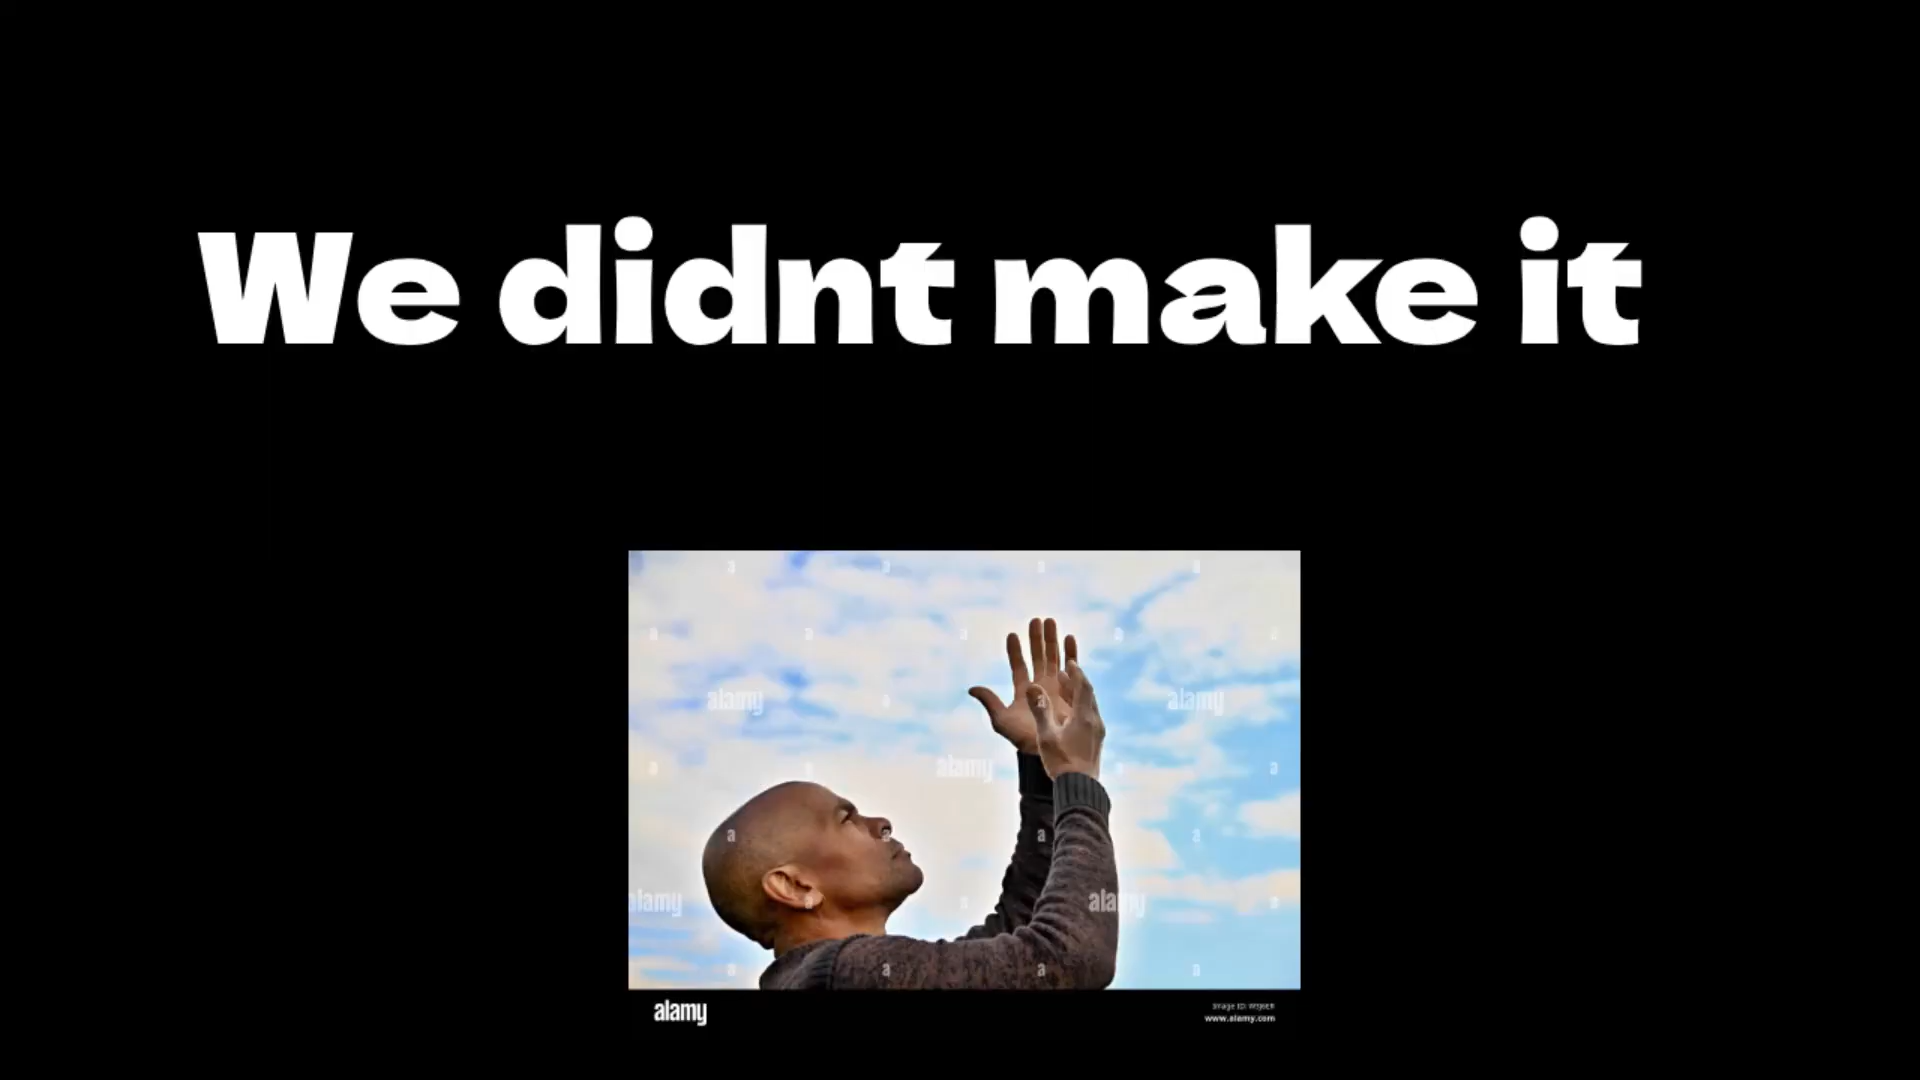 We didnt make it
a a a a
a a a a a
alamy a alamy
alamy
a a a
a a a a
alamy a a alamy a
a a a a
alamy
www.alamy.com